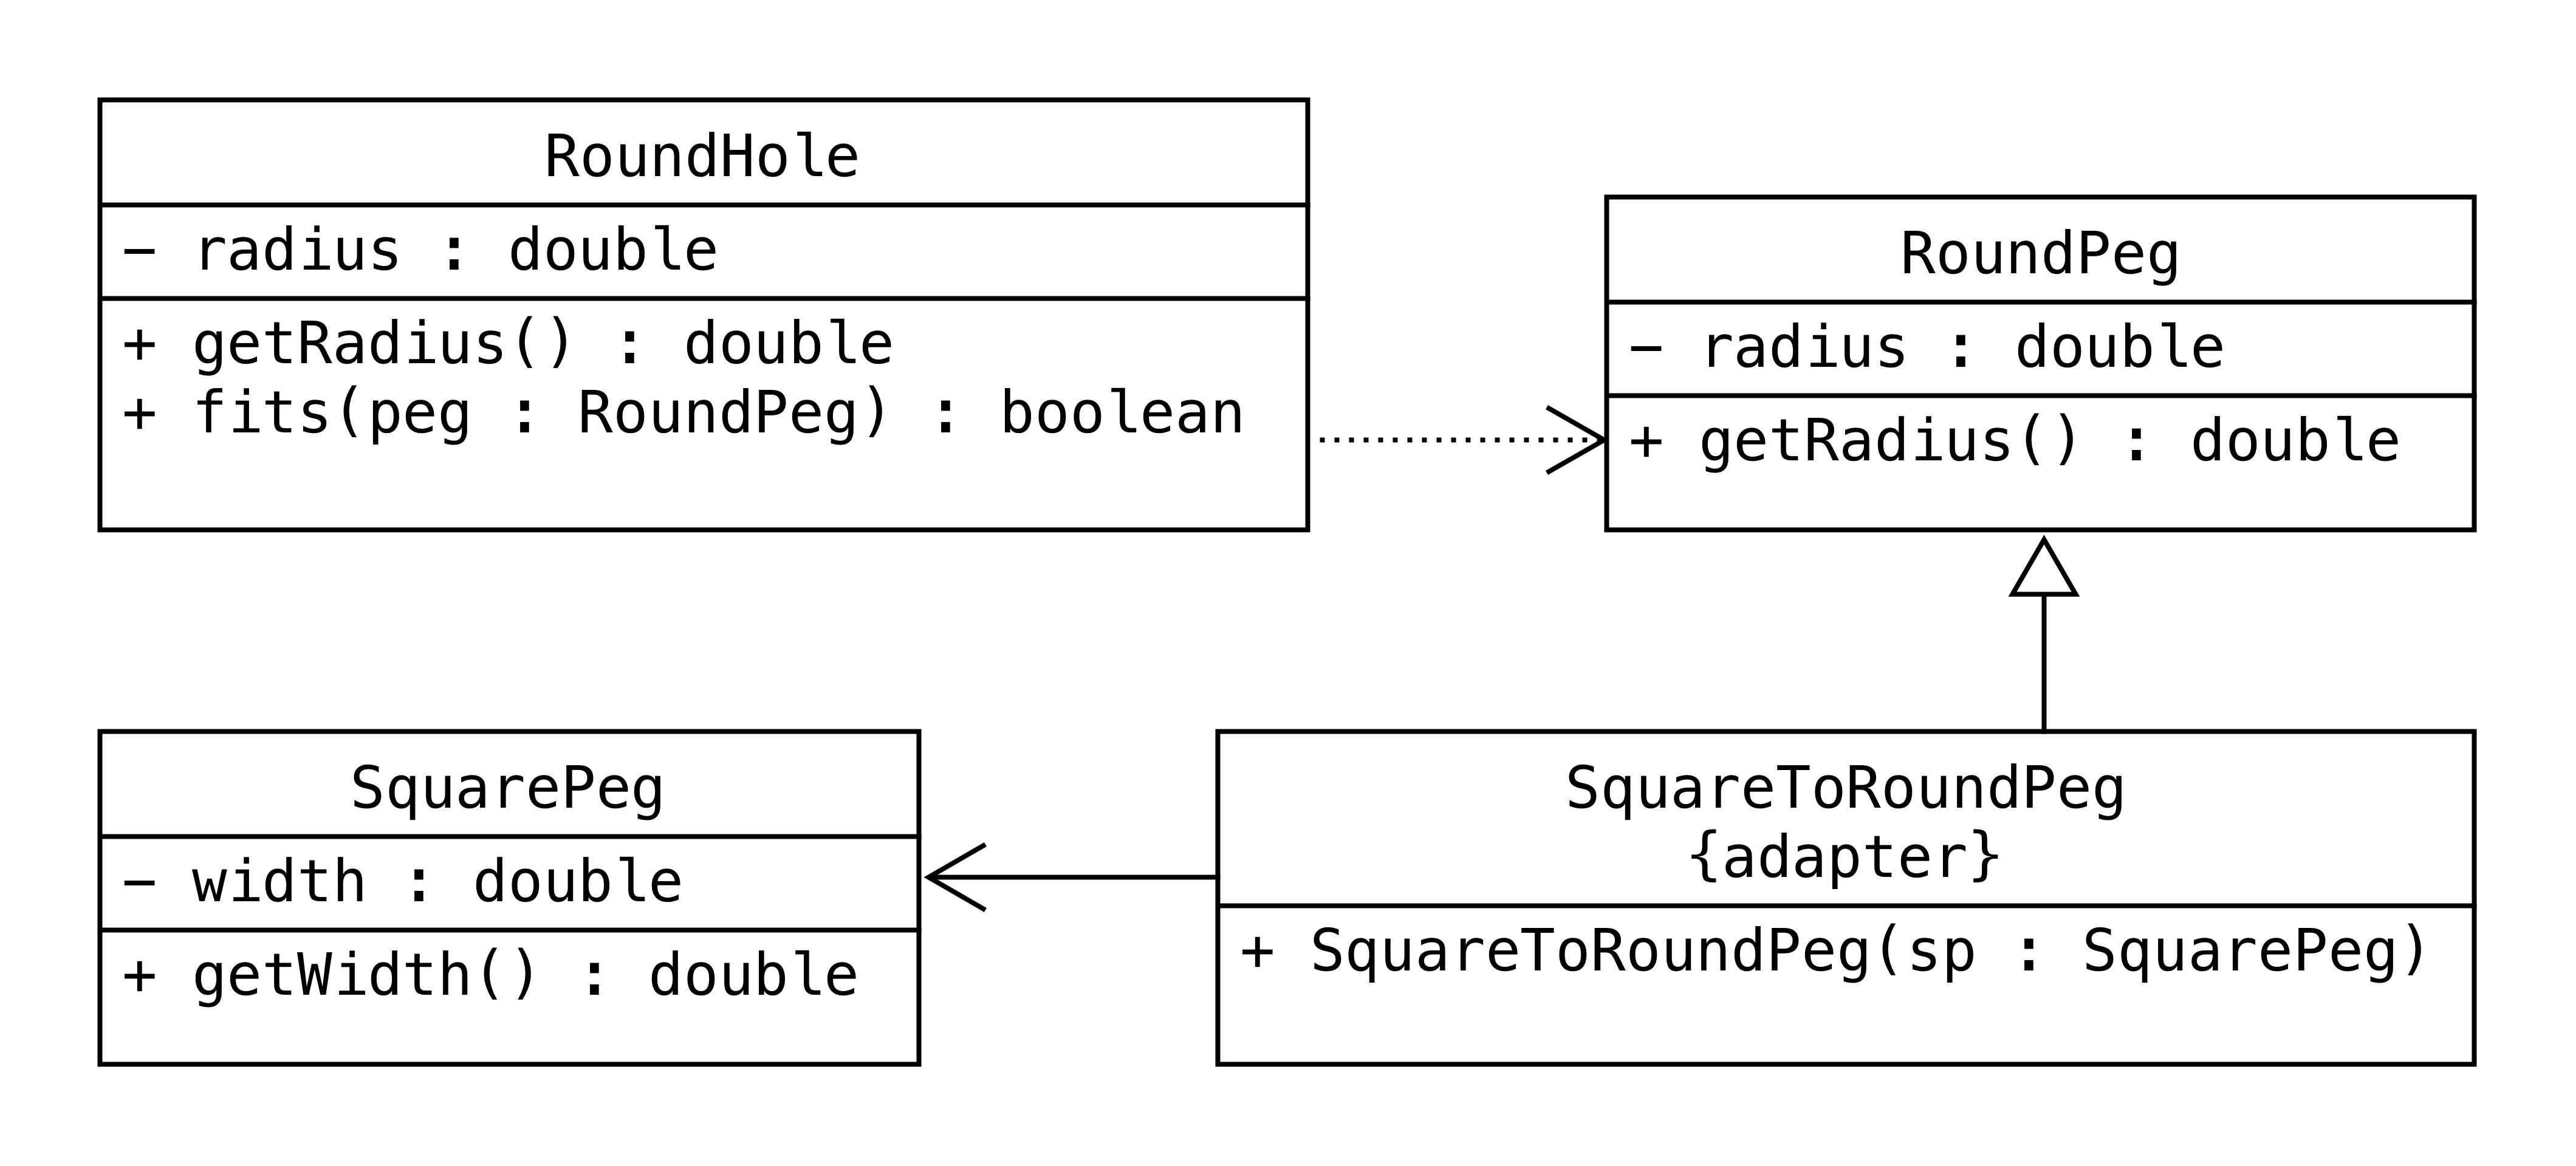 RoundHole
− radius : double
+ getRadius() : double
+ fits(peg : RoundPeg) : boolean
RoundPeg
− radius : double
+ getRadius() : double
SquarePeg
− width : double
+ getWidth() : double
SquareToRoundPeg
{adapter}
+ SquareToRoundPeg(sp : SquarePeg)